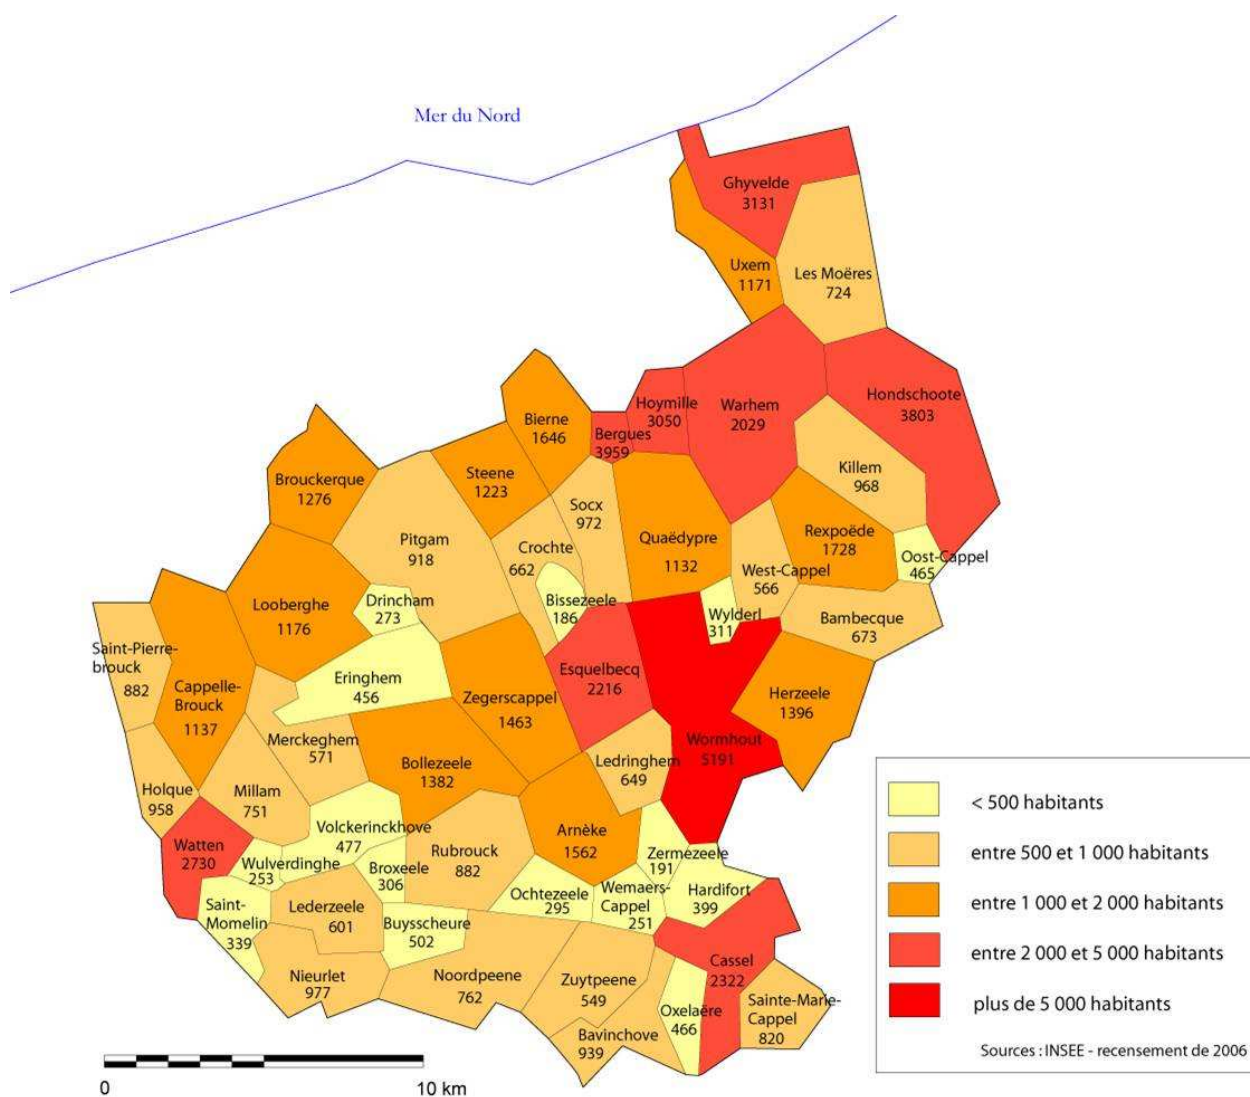 Mer du Nord
Ghyvelde
3131
Uxem
1171
Les Moëres
724
Hondschoote
3803
Hoymille
3050
Warhem
2029
Bierne
1646
Bergues
3959
Killem
968
Brouckerque
1276
Steene
1223
Socx
972
Quaëdypre
1132
Rexpoëde
1728
Pitgam
918
Crochte
662
West-Cappel
566
Oost-Cappel
465
Looberghe
1176
Drincham
273
Bissezeele
186
Wylderl
311
Bambecque
673
Saint-Pierre-
brouck
882
Cappelle-
Brouck
1137
Eringhem
456
Zegerscappel
1463
Esquelbecq
2216
Herzeele
1396
Merckeghem
571
Wormhout
5191
Bollezeele
1382
Ledringhem
649
Holque
958
Millam
751
Volckerinckhove
477
Arnèke
1562
Watten
2730
Wulverdinghe
253
Broxeele
306
Rubrouck
882
Zermezeele
191
Ochtezeele
295
Wemaers-
Cappel
251
Hardifort
399
Saint-
Momelin
339
Lederzeele
601
Buysscheure
502
Nieurlet
977
Noordpeene
762
Zuytpeene
549
Cassel
2322
Oxelaëre
466
Sainte-Marie-
Cappel
820
Bavinchove
939
< 500 habitants
entre 500 et 1 000 habitants
entre 1 000 et 2 000 habitants
entre 2 000 et 5 000 habitants
plus de 5 000 habitants
Sources : INSEE - recensement de 2006
0 10 km